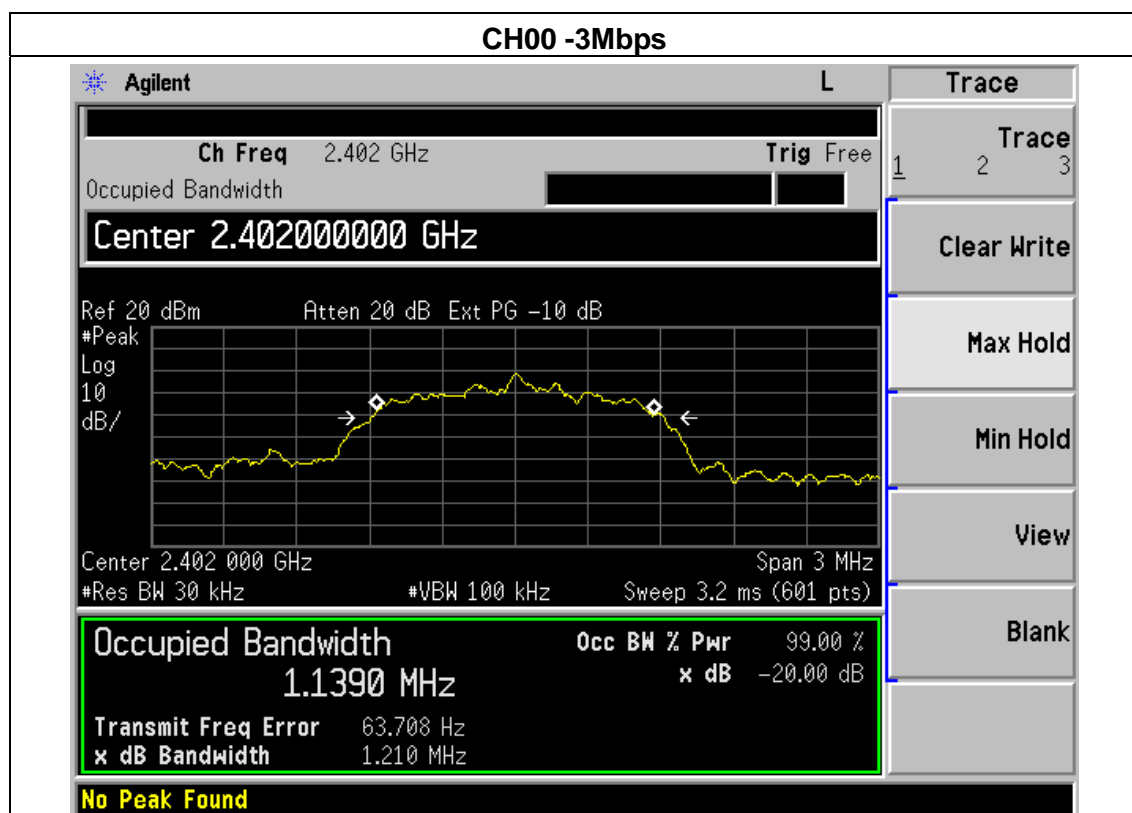 CH00 -3Mbps
Agilent L Trace
Ch Freq 2.402 GHz Trig Free
Occupied Bandwidth
Trace
1 2 3
Center 2.402000000 GHz
Clear Write
Ref 20 dBm Atten 20 dB Ext PG –10 dB
#Peak
Log
10
dB/
Max Hold
Min Hold
View
Center 2.402 000 GHz Span 3 MHz
#Res BW 30 kHz #VBW 100 kHz Sweep 3.2 ms (601 pts)
Blank
Occupied Bandwidth Occ BW % Pwr 99.00 %
1.1390 MHz x dB –20.00 dB
Transmit Freq Error 63.708 Hz
x dB Bandwidth 1.210 MHz
No Peak Found